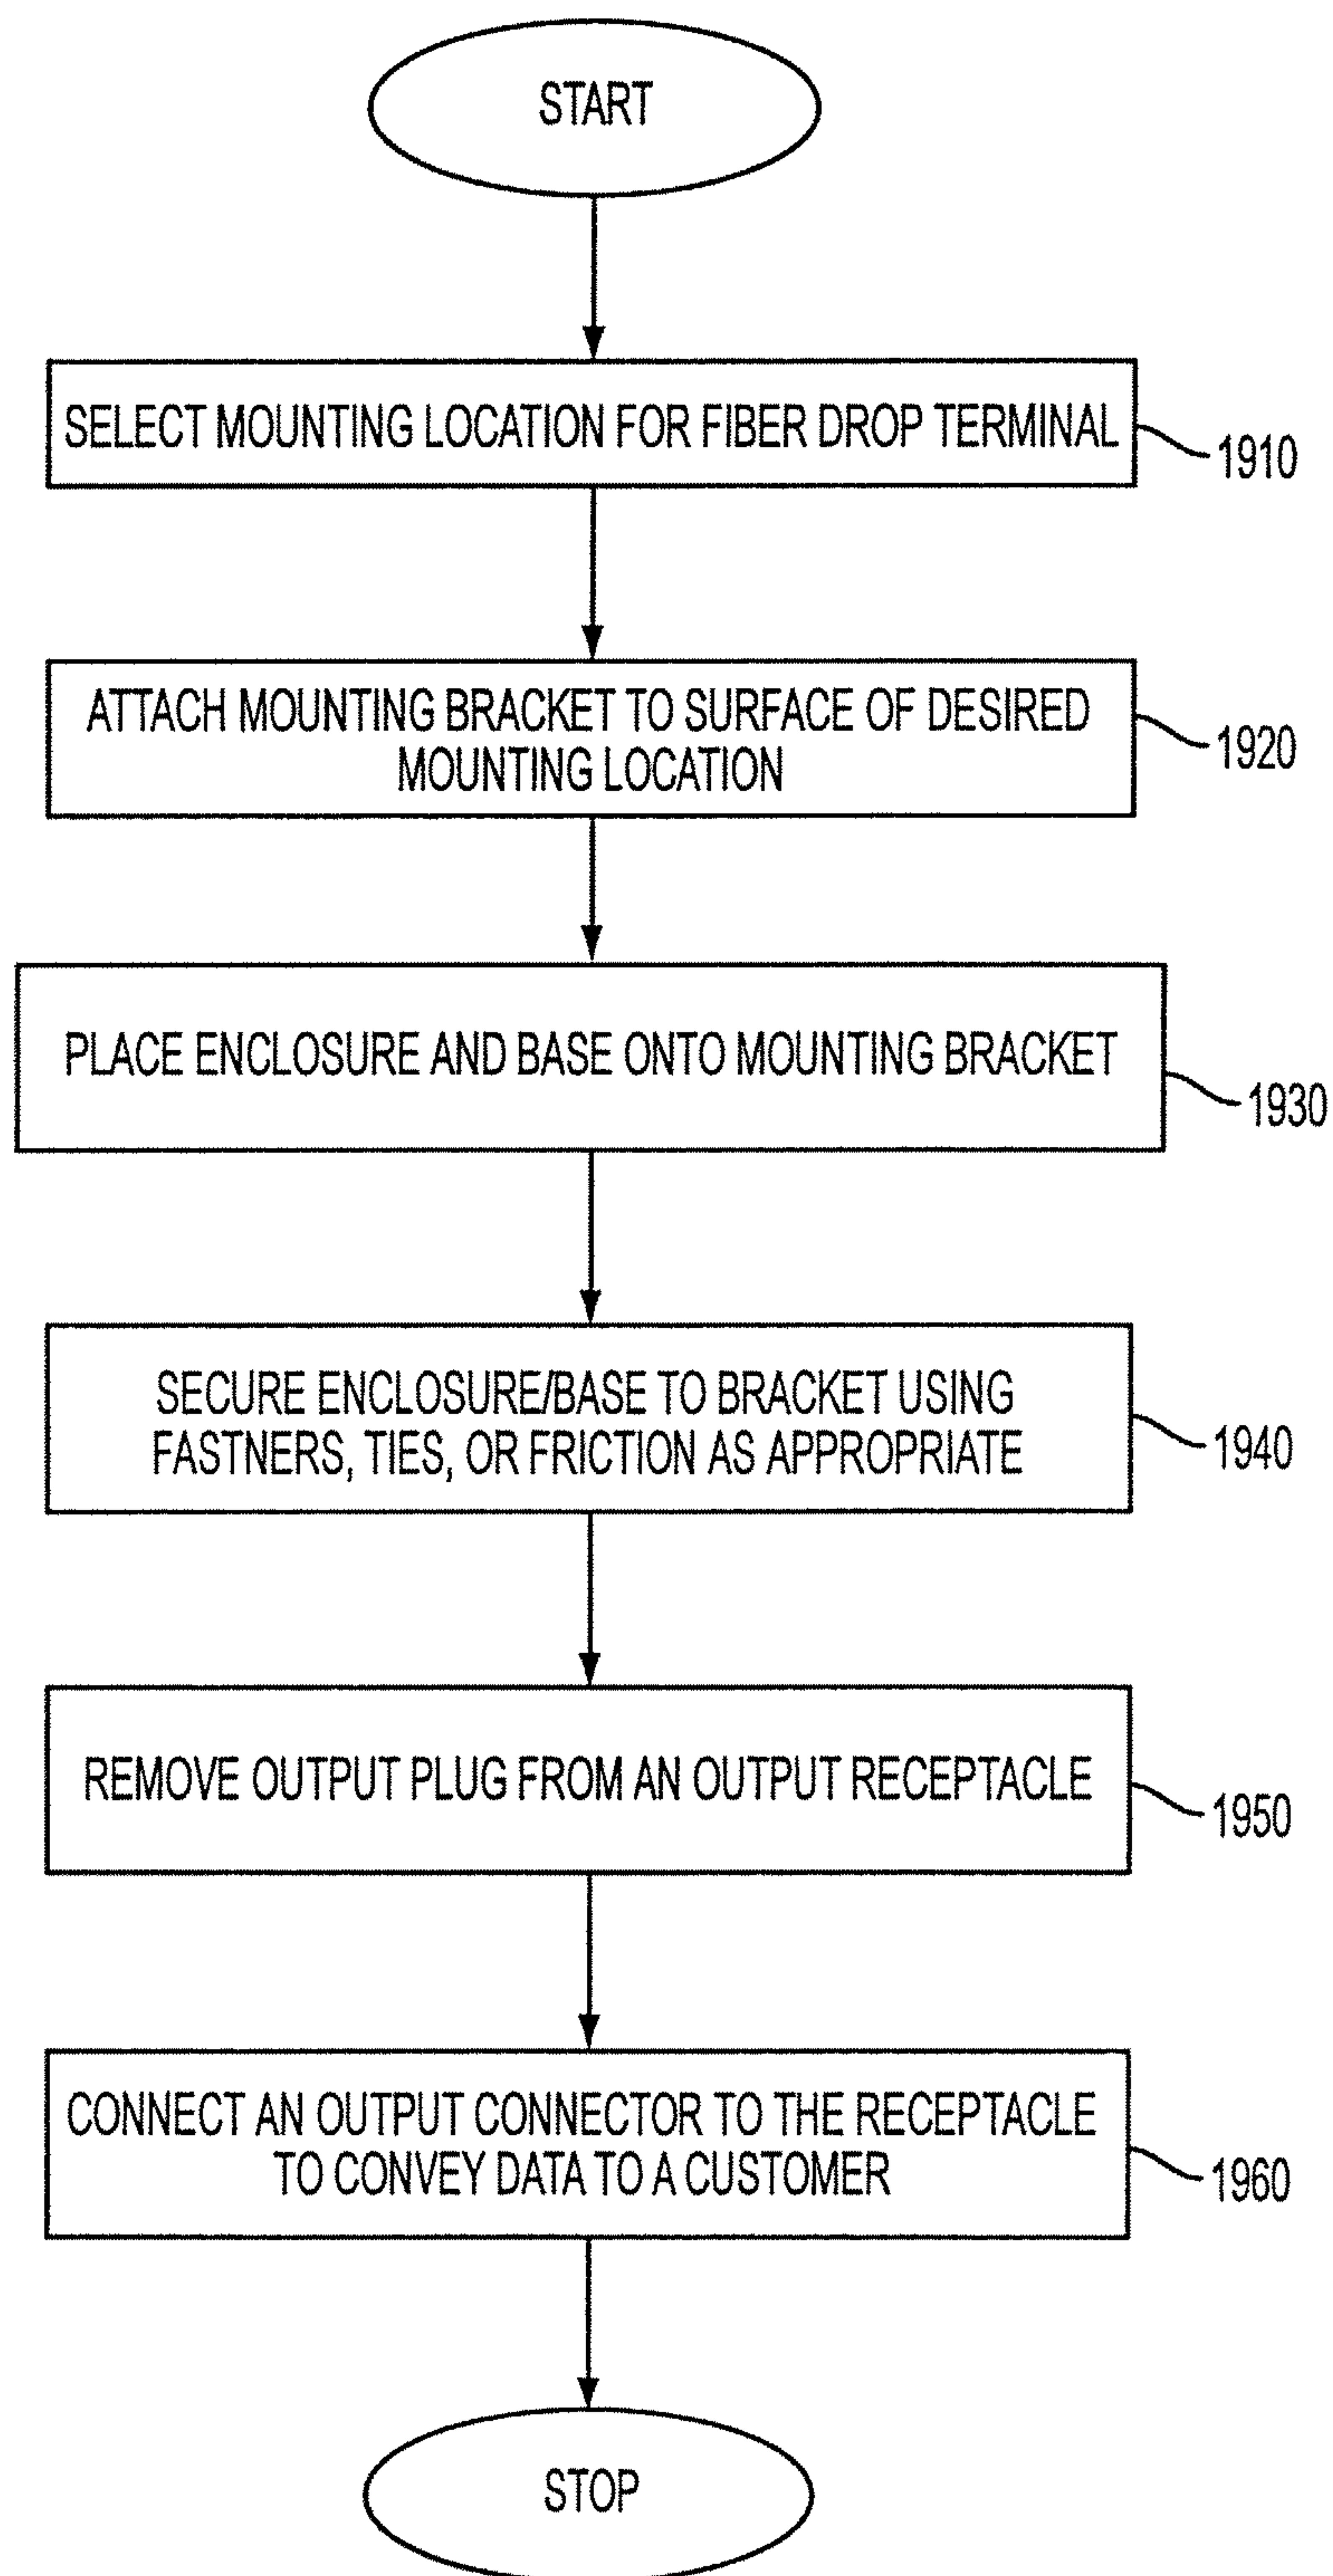 START
SELECT MOUNTING LOCATION FOR FIBER DROP TERMINAL
1910
ATTACH MOUNTING BRACKET TO SURFACE OF DESIRED
MOUNTING LOCATION
1920
PLACE ENCLOSURE AND BASE ONTO MOUNTING BRACKET
1930
SECURE ENCLOSURE/BASE TO BRACKET USING
FASTNERS, TIES, OR FRICTION AS APPROPRIATE
1940
REMOVE OUTPUT PLUG FROM AN OUTPUT RECEPTACLE
1950
CONNECT AN OUTPUT CONNECTOR TO THE RECEPTACLE
TO CONVEY DATA TO A CUSTOMER
1960
STOP